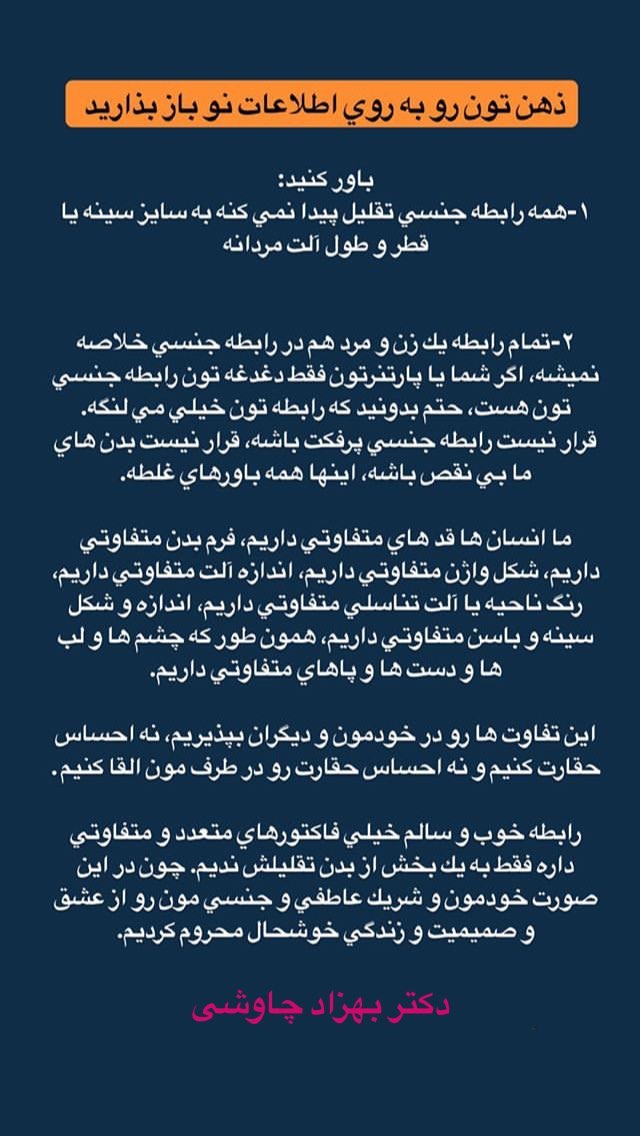 ذهن تون رو به روي اطلاعات نو باز بذاريد
باور كنيد:
١-همه رابطه جنسي تقليل پيدا نمي كنه به سايز سينه يا
قطر و طول آلت مردانه
٢-تمام رابطه يك زن و مرد هم در رابطه جنسي خلاصه
نميشه، اگر شما يا پارتنرتون فقط دغدغه تون رابطه جنسي
تون هست، حتم بدونيد كه رابطه تون خيلي مي لنگه.
قرار نيست رابطه جنسي پرفكت باشه، قرار نيست بدن هاي
ما بي نقص باشه، اينها همه باورهاي غلطه.
ما انسان ها قد هاي متفاوتي داريم، فرم بدن متفاوتي
داريم، شكل واژن متفاوتي داريم، اندازه آلت متفاوتي داريم،
رنگ ناحيه يا آلت تناسلي متفاوتي داريم، اندازه و شكل
سينه و باسن متفاوتي داريم، همون طور كه چشم ها و لب
ها و دست ها و پاهاي متفاوتي داريم.
اين تفاوت ها رو در خودمون و ديگران بپذيريم، نه احساس
حقارت كنيم و نه احساس حقارت رو در طرف مون القا كنيم.
رابطه خوب و سالم خيلي فاكتورهاي متعدد و متفاوتي
داره فقط به يك بخش از بدن تقليلش نديم. چون در اين
صورت خودمون و شريك عاطفي و جنسي مون رو از عشق
و صميميت و زندگي خوشحال محروم كرديم.
دکتر بهزاد چاوشی